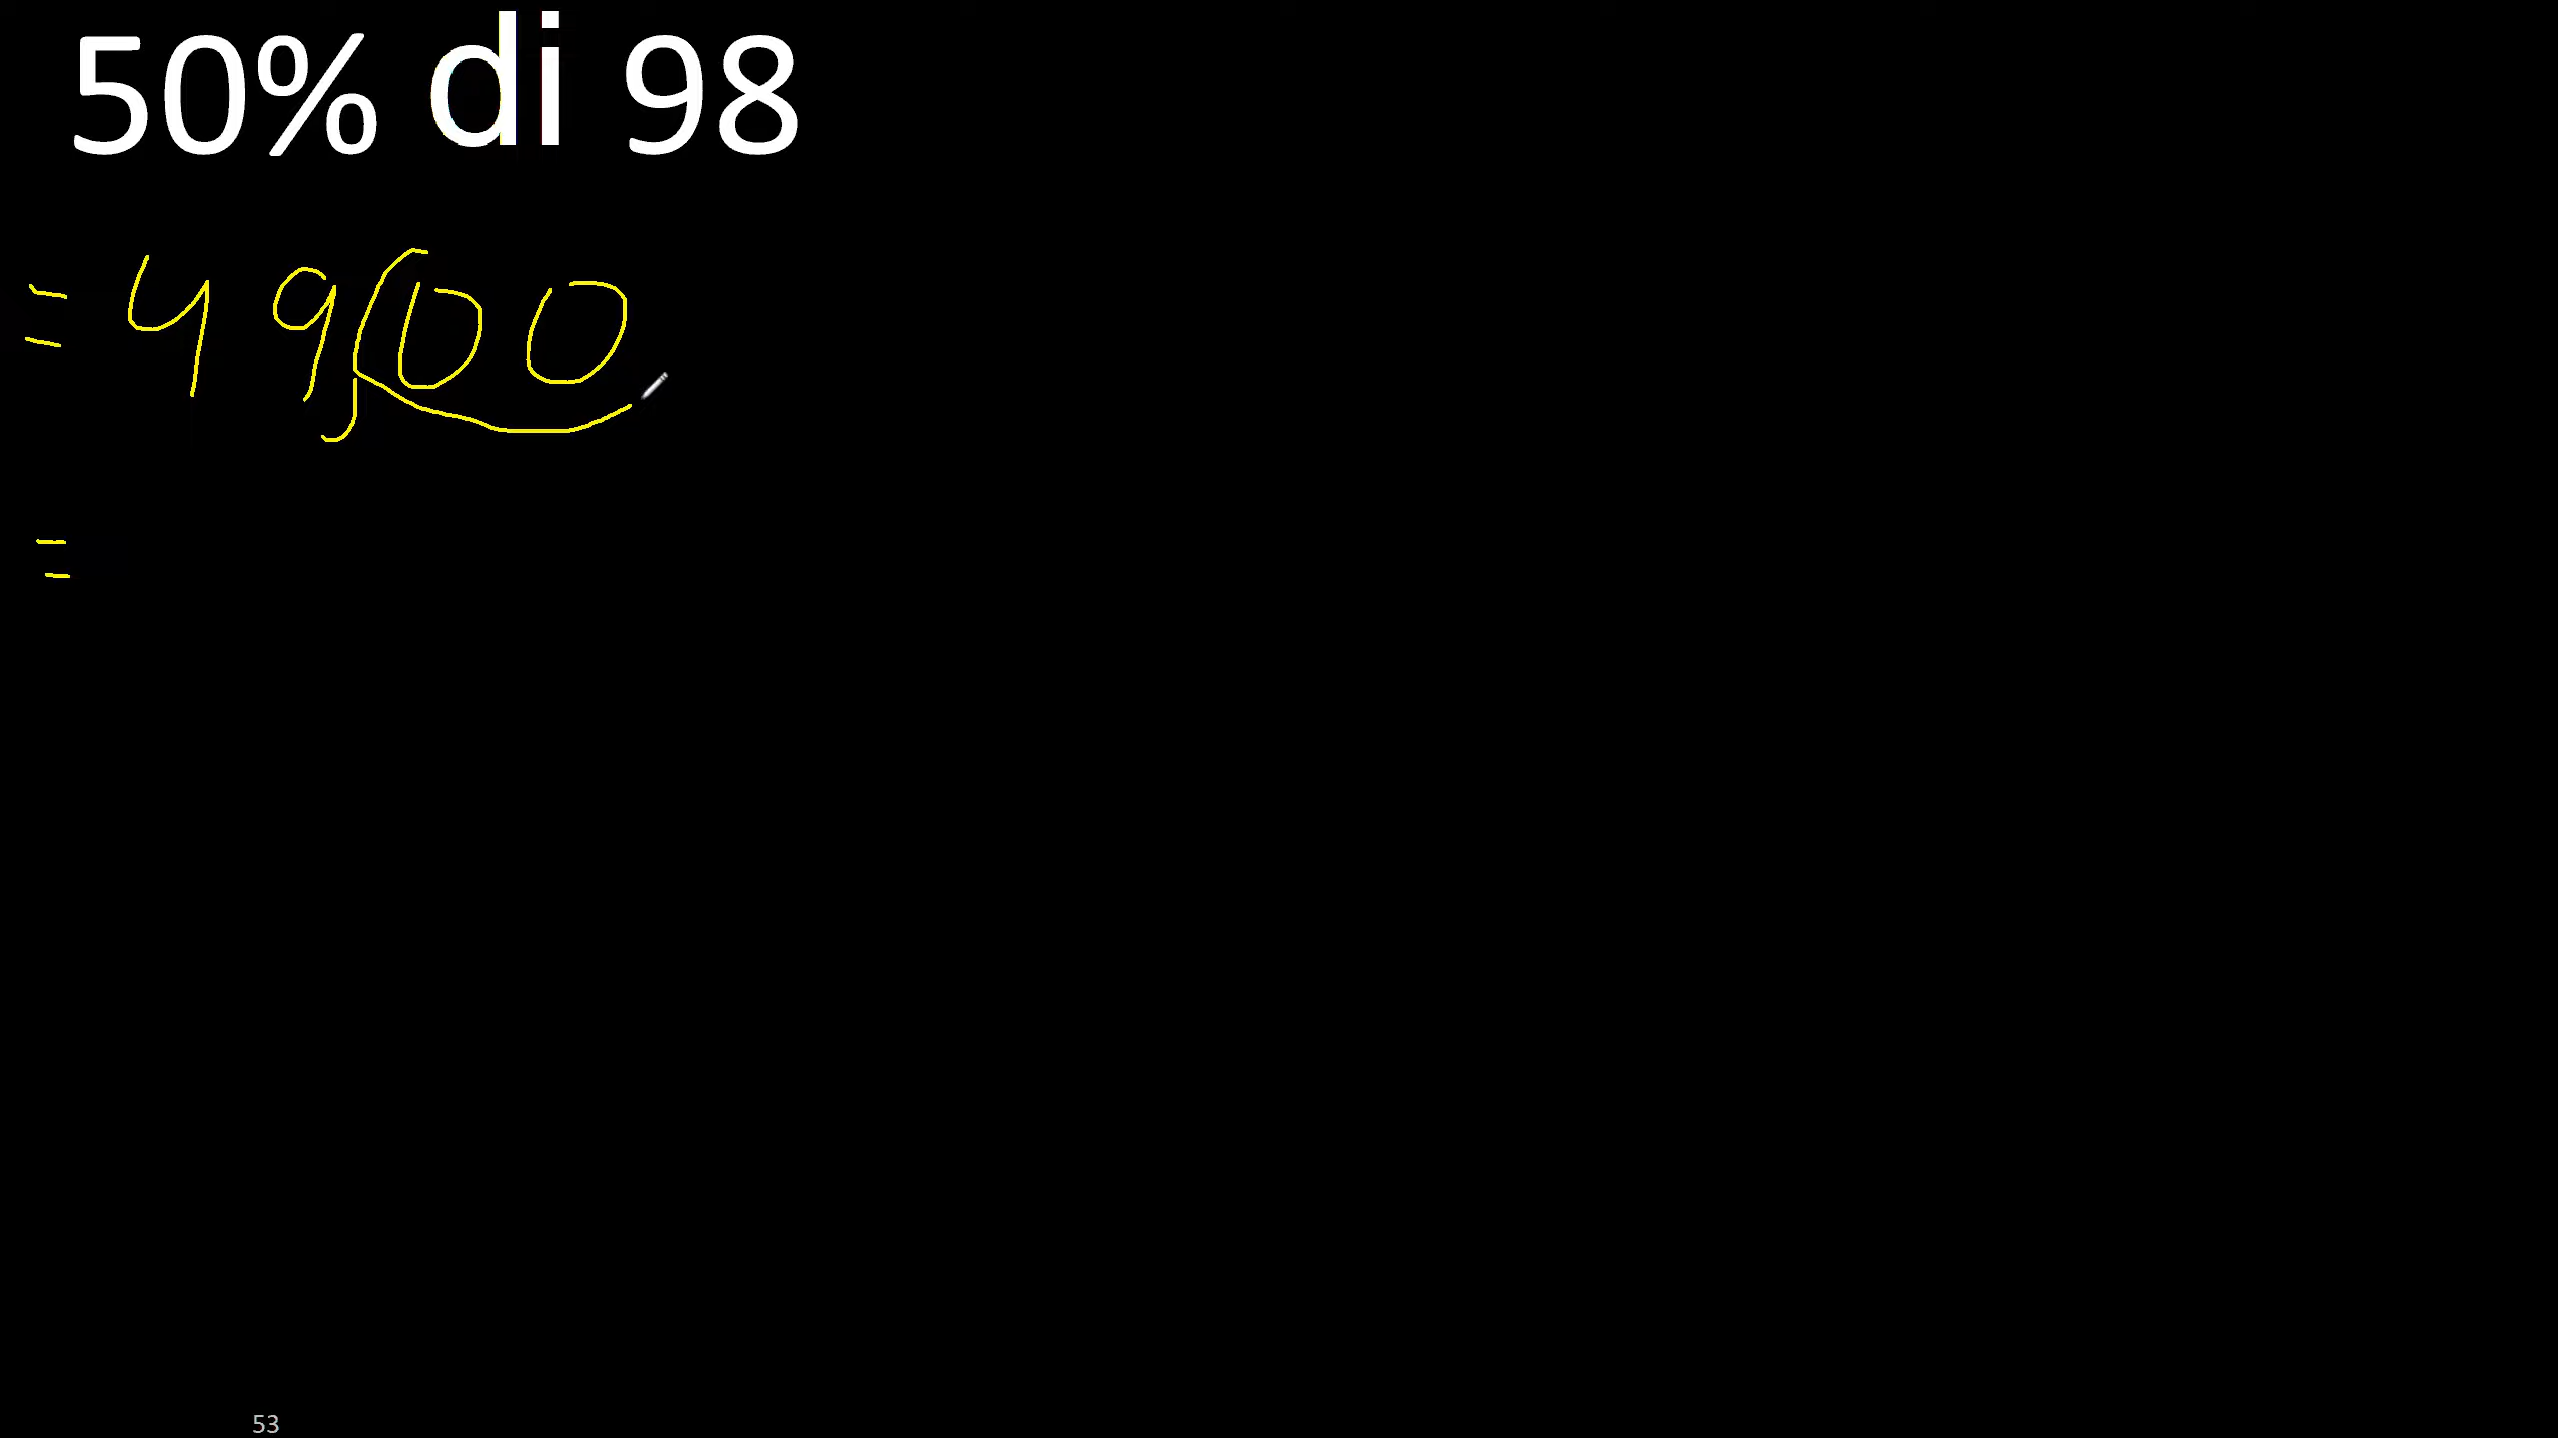 50% di 98
= 49,00
=
53